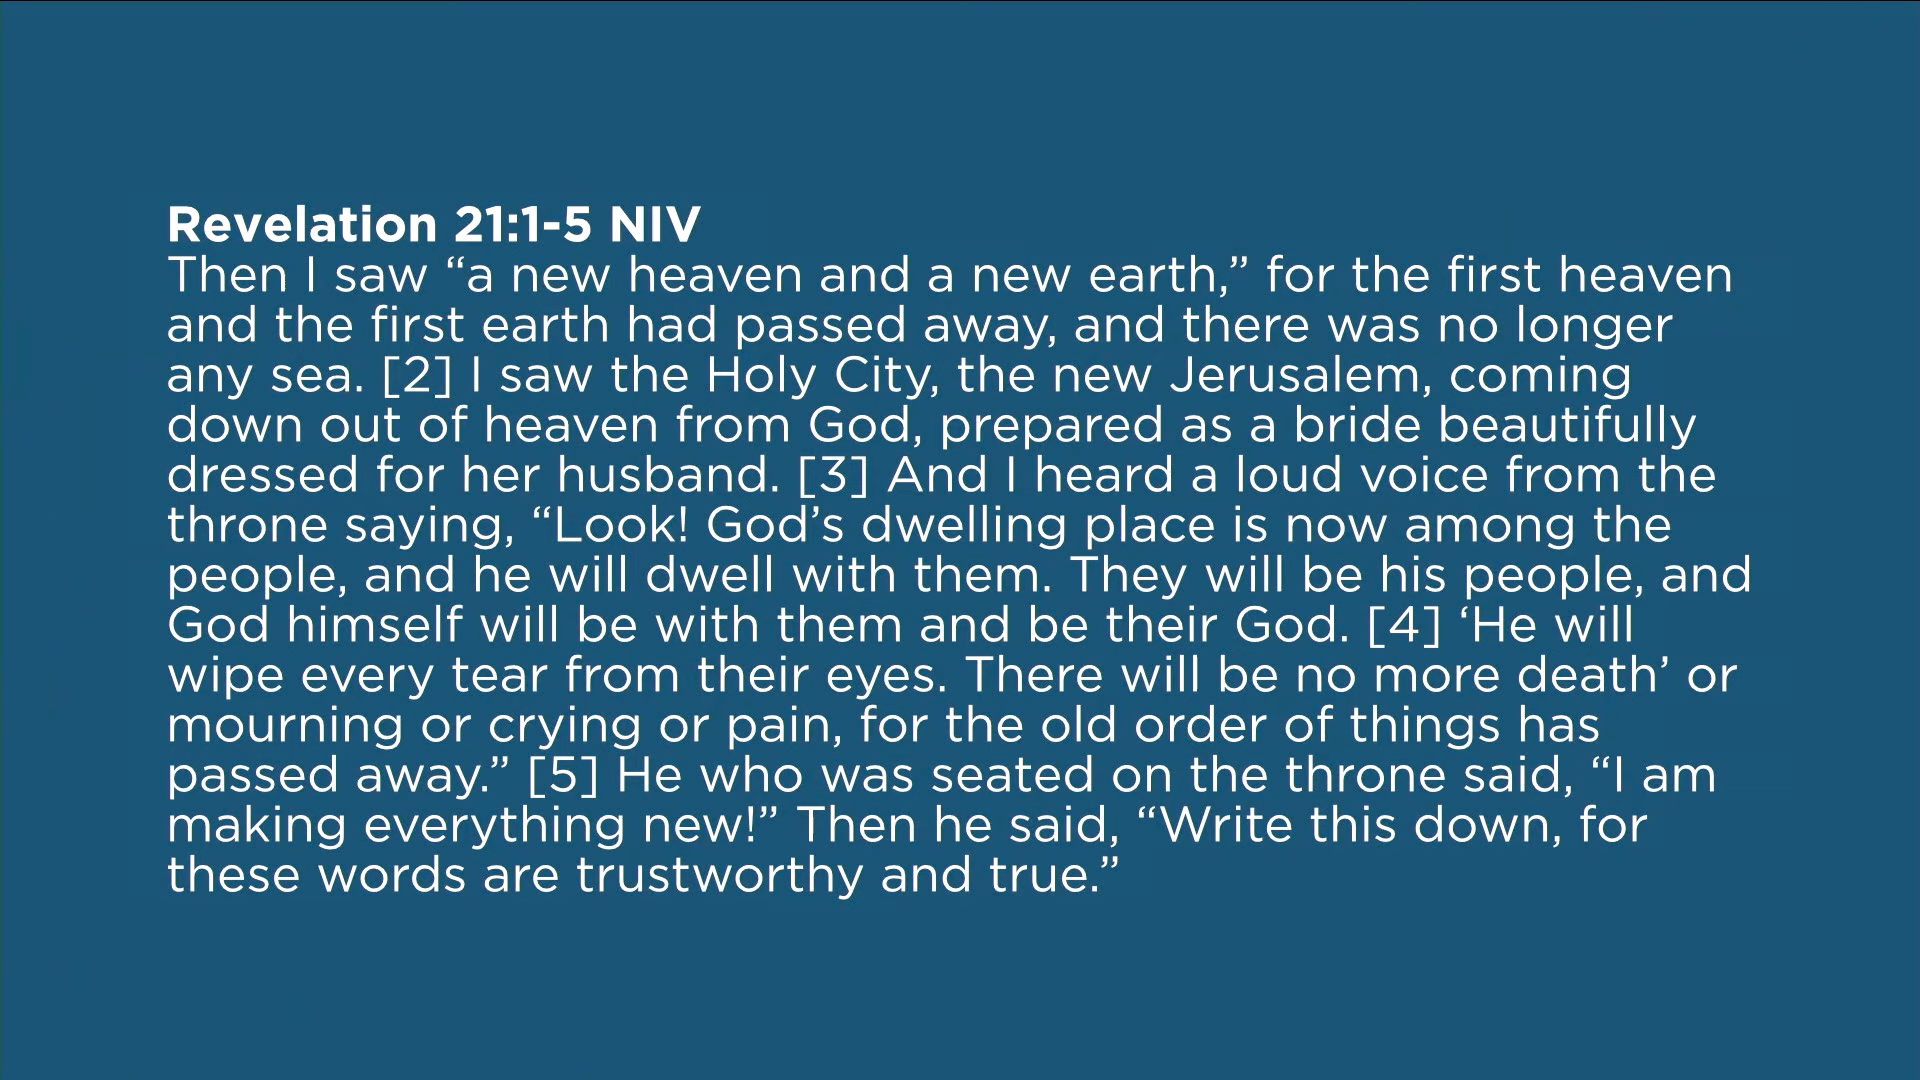 Revelation 21:1-5 NIV
Then I saw “a new heaven and a new earth,” for the first heaven
and the first earth had passed away, and there was no longer
any sea. [2] I saw the Holy City, the new Jerusalem, coming
down out of heaven from God, prepared as a bride beautifully
dressed for her husband. [3] And I heard a loud voice from the
throne saying, “Look! God’s dwelling place is now among the
people, and he will dwell with them. They will be his people, and
God himself will be with them and be their God. [4] ‘He will
wipe every tear from their eyes. There will be no more death’ or
mourning or crying or pain, for the old order of things has
passed away.” [5] He who was seated on the throne said, “I am
making everything new!” Then he said, “Write this down, for
these words are trustworthy and true.”